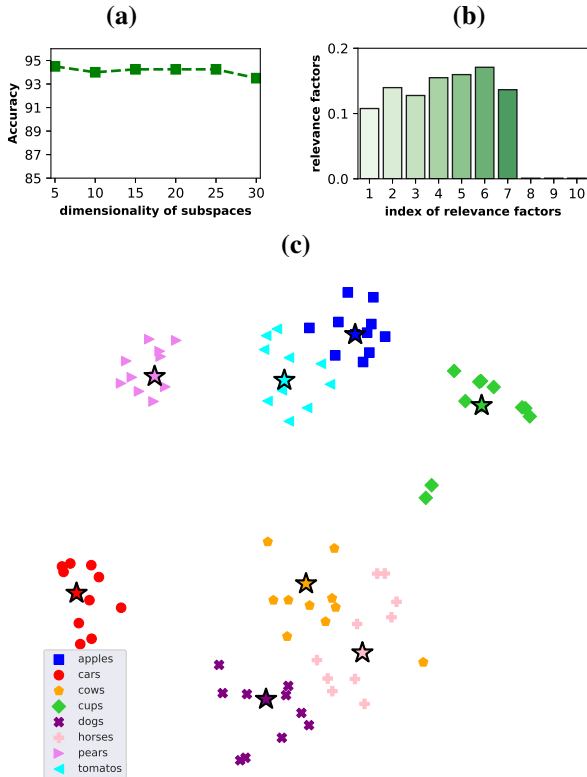 (a)
95
93
91
89
87
85
Accuracy
5 10 15 20 25 30
dimensionality of subspaces
(b)
0.2
0.1
0.0
relevance factors
1 2 3 4 5 6 7 8 9 10
index of relevance factors
(c)
apples
cars
cows
cups
dogs
horses
pears
tomatos